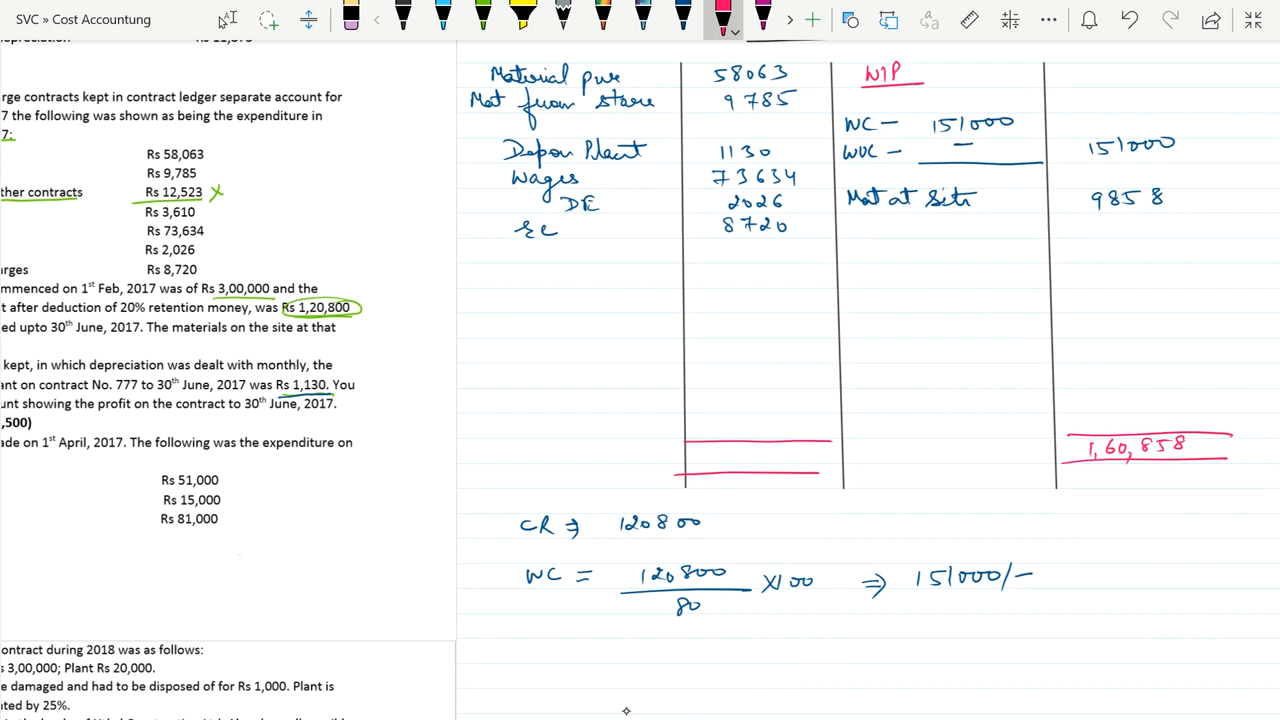 SVC » Cost Accountung
epreciation Rs 11,875
rge contracts kept in contract ledger separate account for
7 the following was shown as being the expenditure in
7:
Rs 58,063
Rs 9,785
ther contracts Rs 12,523 X
Rs 3,610
Rs 73,634
Rs 2,026
arges Rs 8,720
mmenced on 1st Feb, 2017 was of Rs 3,00,000 and the
t after deduction of 20% retention money, was Rs 1,20,800
ed upto 30th June, 2017. The materials on the site at that
kept, in which depreciation was dealt with monthly, the
ant on contract No. 777 to 30th June, 2017 was Rs 1,130. You
unt showing the profit on the contract to 30th June, 2017.
,500)
ade on 1st April, 2017. The following was the expenditure on
Rs 51,000
Rs 15,000
Rs 81,000
ontract during 2018 was as follows:
s 3,00,000; Plant Rs 20,000.
e damaged and had to be disposed of for Rs 1,000. Plant is
ated by 25%.
Material pur 58063 WIP
Mat from store 9785
WC - 151000
Depon Plant 1130 WUC - - 151000
Wages 73634
DE 2026 Mat at Site 9858
EC 8720
1,60,858
CR ⇒ 120800
WC = 120800 / 80 X100 ⇒ 151000/-